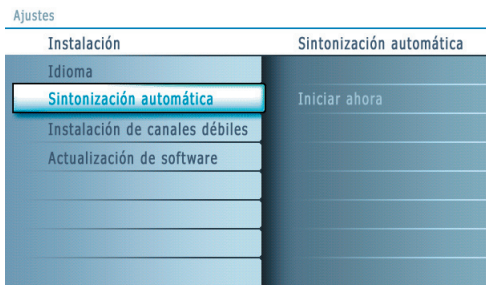 Ajustes
Instalación
Sintonización automática
Idioma
Sintonización automática
Iniciar ahora
Instalación de canales débiles
Actualización de software